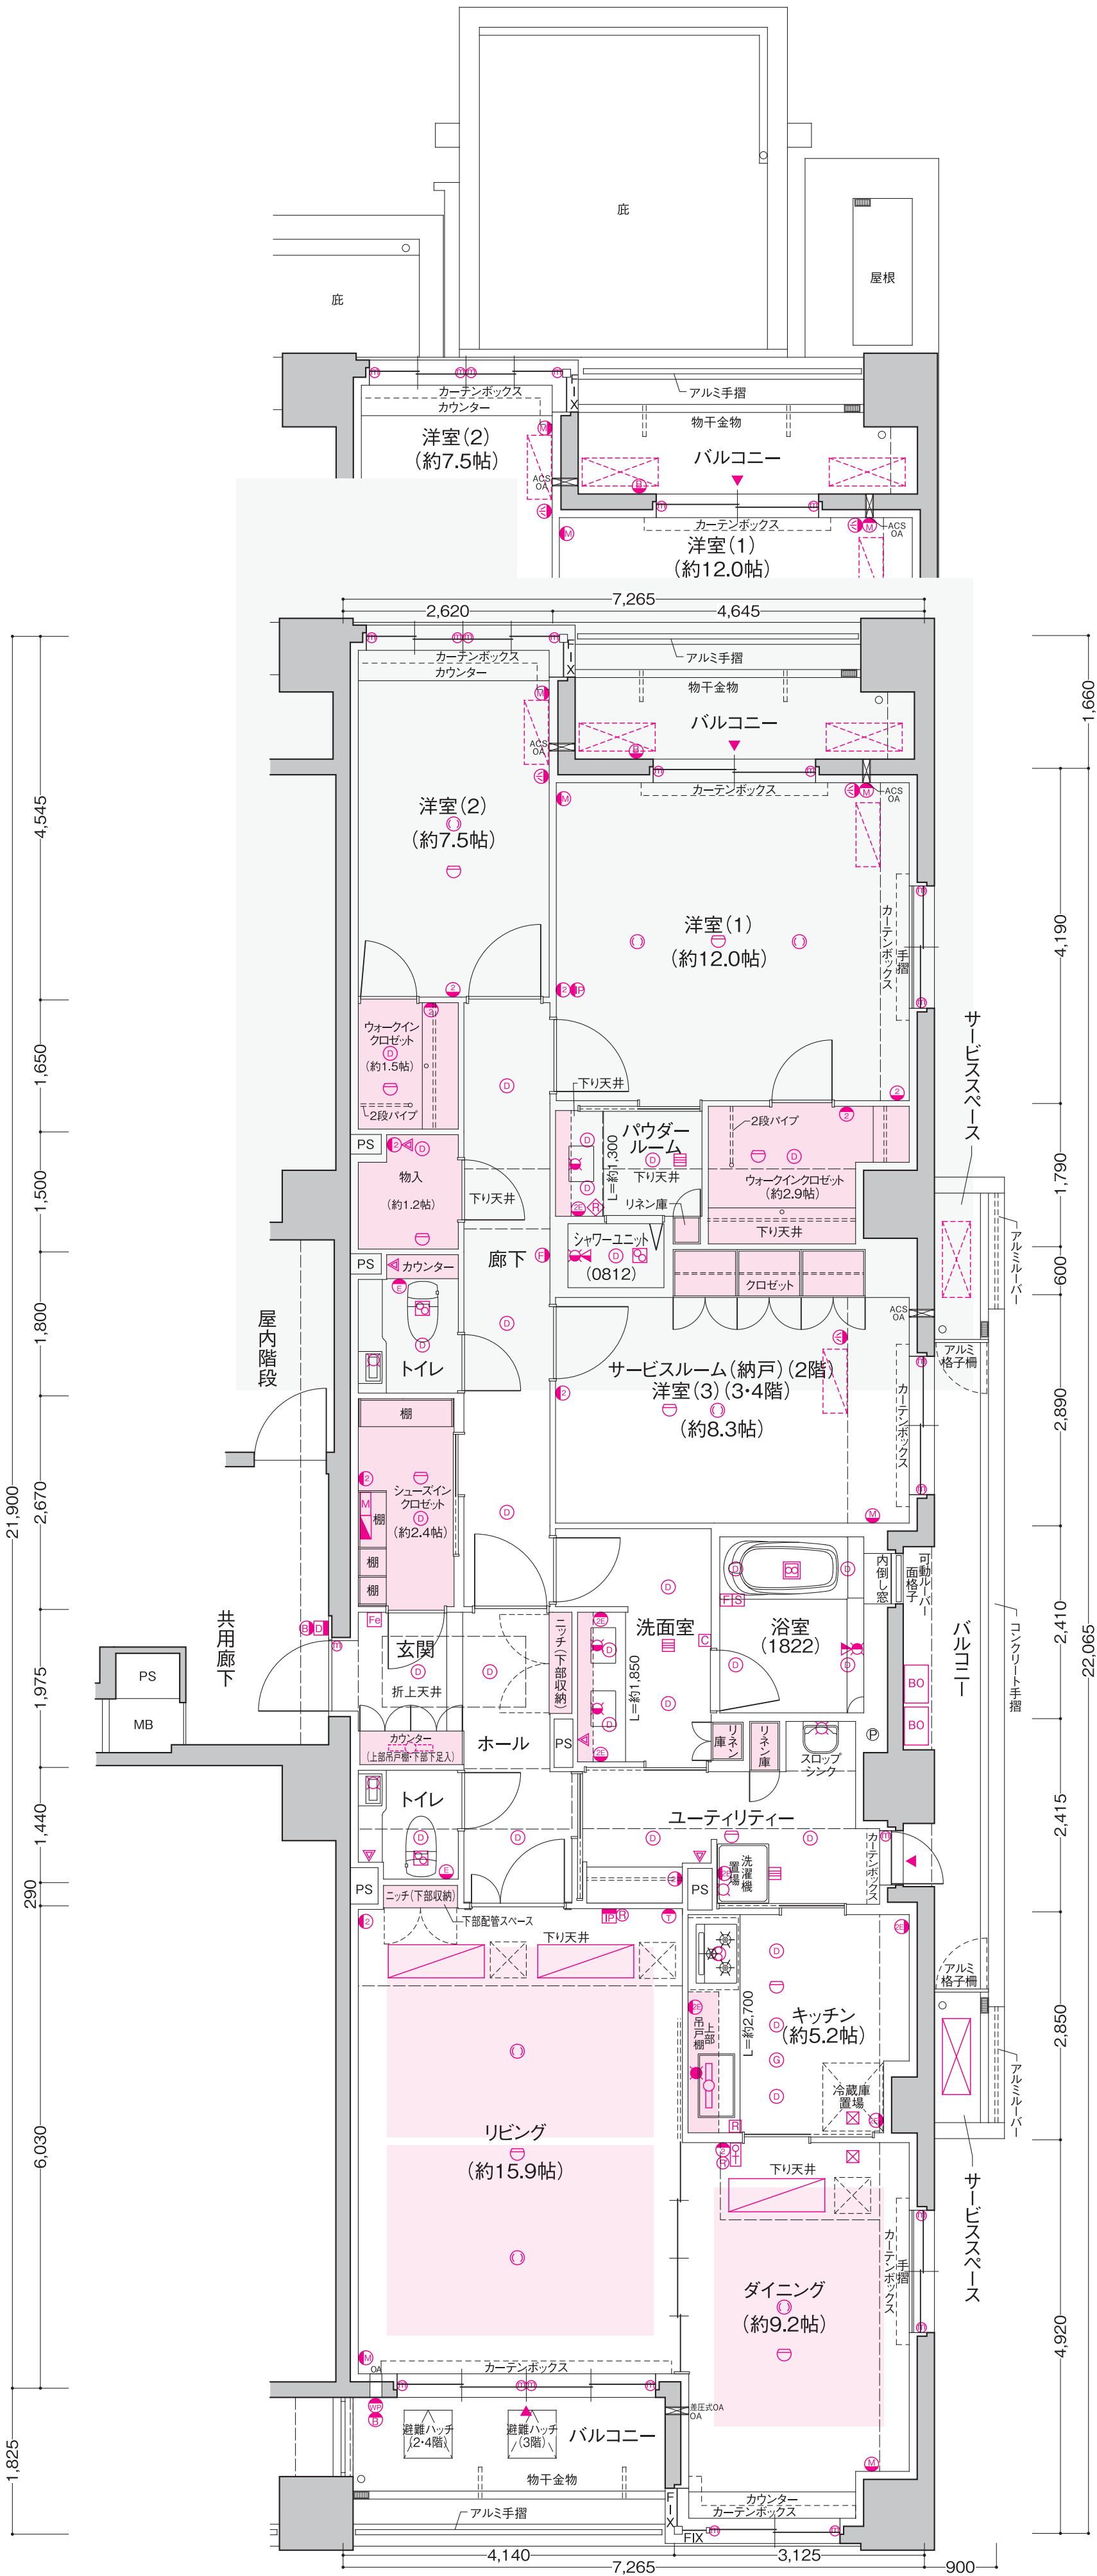 庇
屋根
庇
カーテンボックス
カウンター
FIX
アルミ手摺
物干金物
洋室(2)
(約7.5帖)
バルコニー
ACS
OA
カーテンボックス
ACS
OA
洋室(1)
(約12.0帖)
7,265
2,620
4,645
カーテンボックス
カウンター
FIX
アルミ手摺
物干金物
バルコニー
ACS
OA
カーテンボックス
ACS
OA
1,660
4,545
洋室(2)
(約7.5帖)
洋室(1)
(約12.0帖)
カーテンボックス
手摺
4,190
ウォークイン
クロゼット
(約1.5帖)
2段パイプ
1,650
下り天井
サービススペース
PS
物入
(約1.2帖)
1,500
下り天井
L=約1,300
パウダー
ルーム
下り天井
リネン庫
2段パイプ
ウォークインクロゼット
(約2.9帖)
下り天井
1,790
PS
カウンター
廊下
シャワーユニット
(0812)
クロゼット
600
アルミルーバー
屋内階段
1,800
トイレ
ACS
OA
アルミ
格子柵
サービスルーム(納戸)(2階)
洋室(3)(3・4階)
(約8.3帖)
カーテンボックス
2,890
棚
シューズイン
クロゼット
(約2.4帖)
棚
棚
棚
21,900
2,670
共用廊下
Fe
玄関
折上天井
ニッチ(下部収納)
L=約1,850
洗面室
FS
浴室
(1822)
内倒し窓
可動ルーバー
面格子
バルコニー
コンクリート手摺
2,410
22,065
PS
MB
1,975
カウンター
(上部吊戸棚・下部下足入)
ホール
PS
リネン庫
リネン庫
スロップ
シンク
BO
BO
トイレ
1,440
ユーティリティー
カーテンボックス
2,415
洗濯機
置場
PS
PS
290
ニッチ(下部収納)
下部配管スペース
下り天井
L=約2,700
上部
吊戸棚
キッチン
(約5.2帖)
冷蔵庫
置場
アルミ
格子柵
2,850
アルミルーバー
6,030
リビング
(約15.9帖)
下り天井
サービススペース
ダイニング
(約9.2帖)
カーテンボックス
手摺
4,920
OA
カーテンボックス
WP
避難ハッチ
(2・4階)
避難ハッチ
(3階)
バルコニー
差圧式OA
OA
1,825
物干金物
アルミ手摺
カウンター
カーテンボックス
FIX
FIX
4,140
3,125
7,265
900